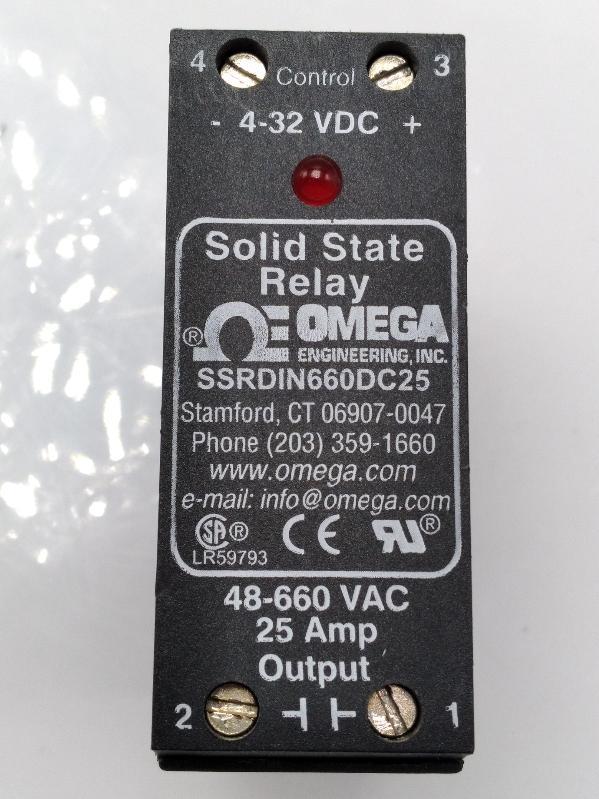 4 Control 3
- 4-32 VDC +
Solid State
Relay
® OMEGA
ENGINEERING, INC.
SSRDIN660DC25
Stamford, CT 06907-0047
Phone (203) 359-1660
www.omega.com
e-mail: info@omega.com
SA ® CE RU ®
LR59793
48-660 VAC
25 Amp
Output
2 1